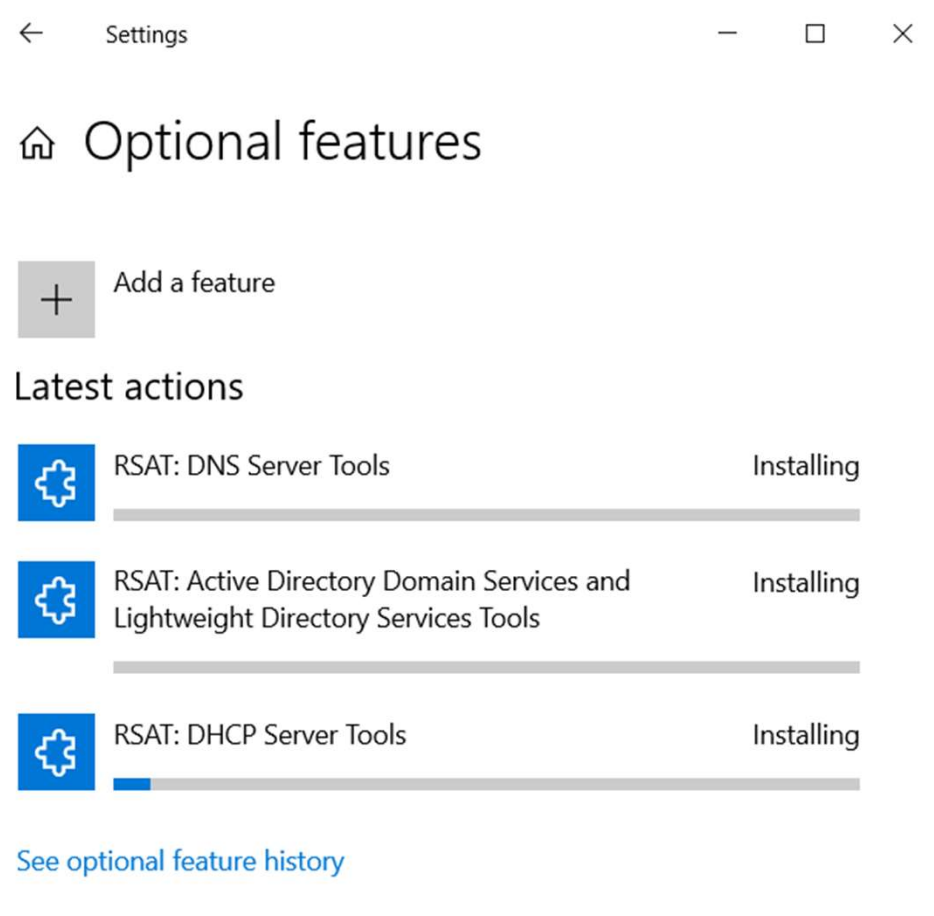 Settings
Optional features
Add a feature
Latest actions
RSAT: DNS Server Tools
Installing
RSAT: Active Directory Domain Services and
Lightweight Directory Services Tools
Installing
RSAT: DHCP Server Tools
Installing
See optional feature history